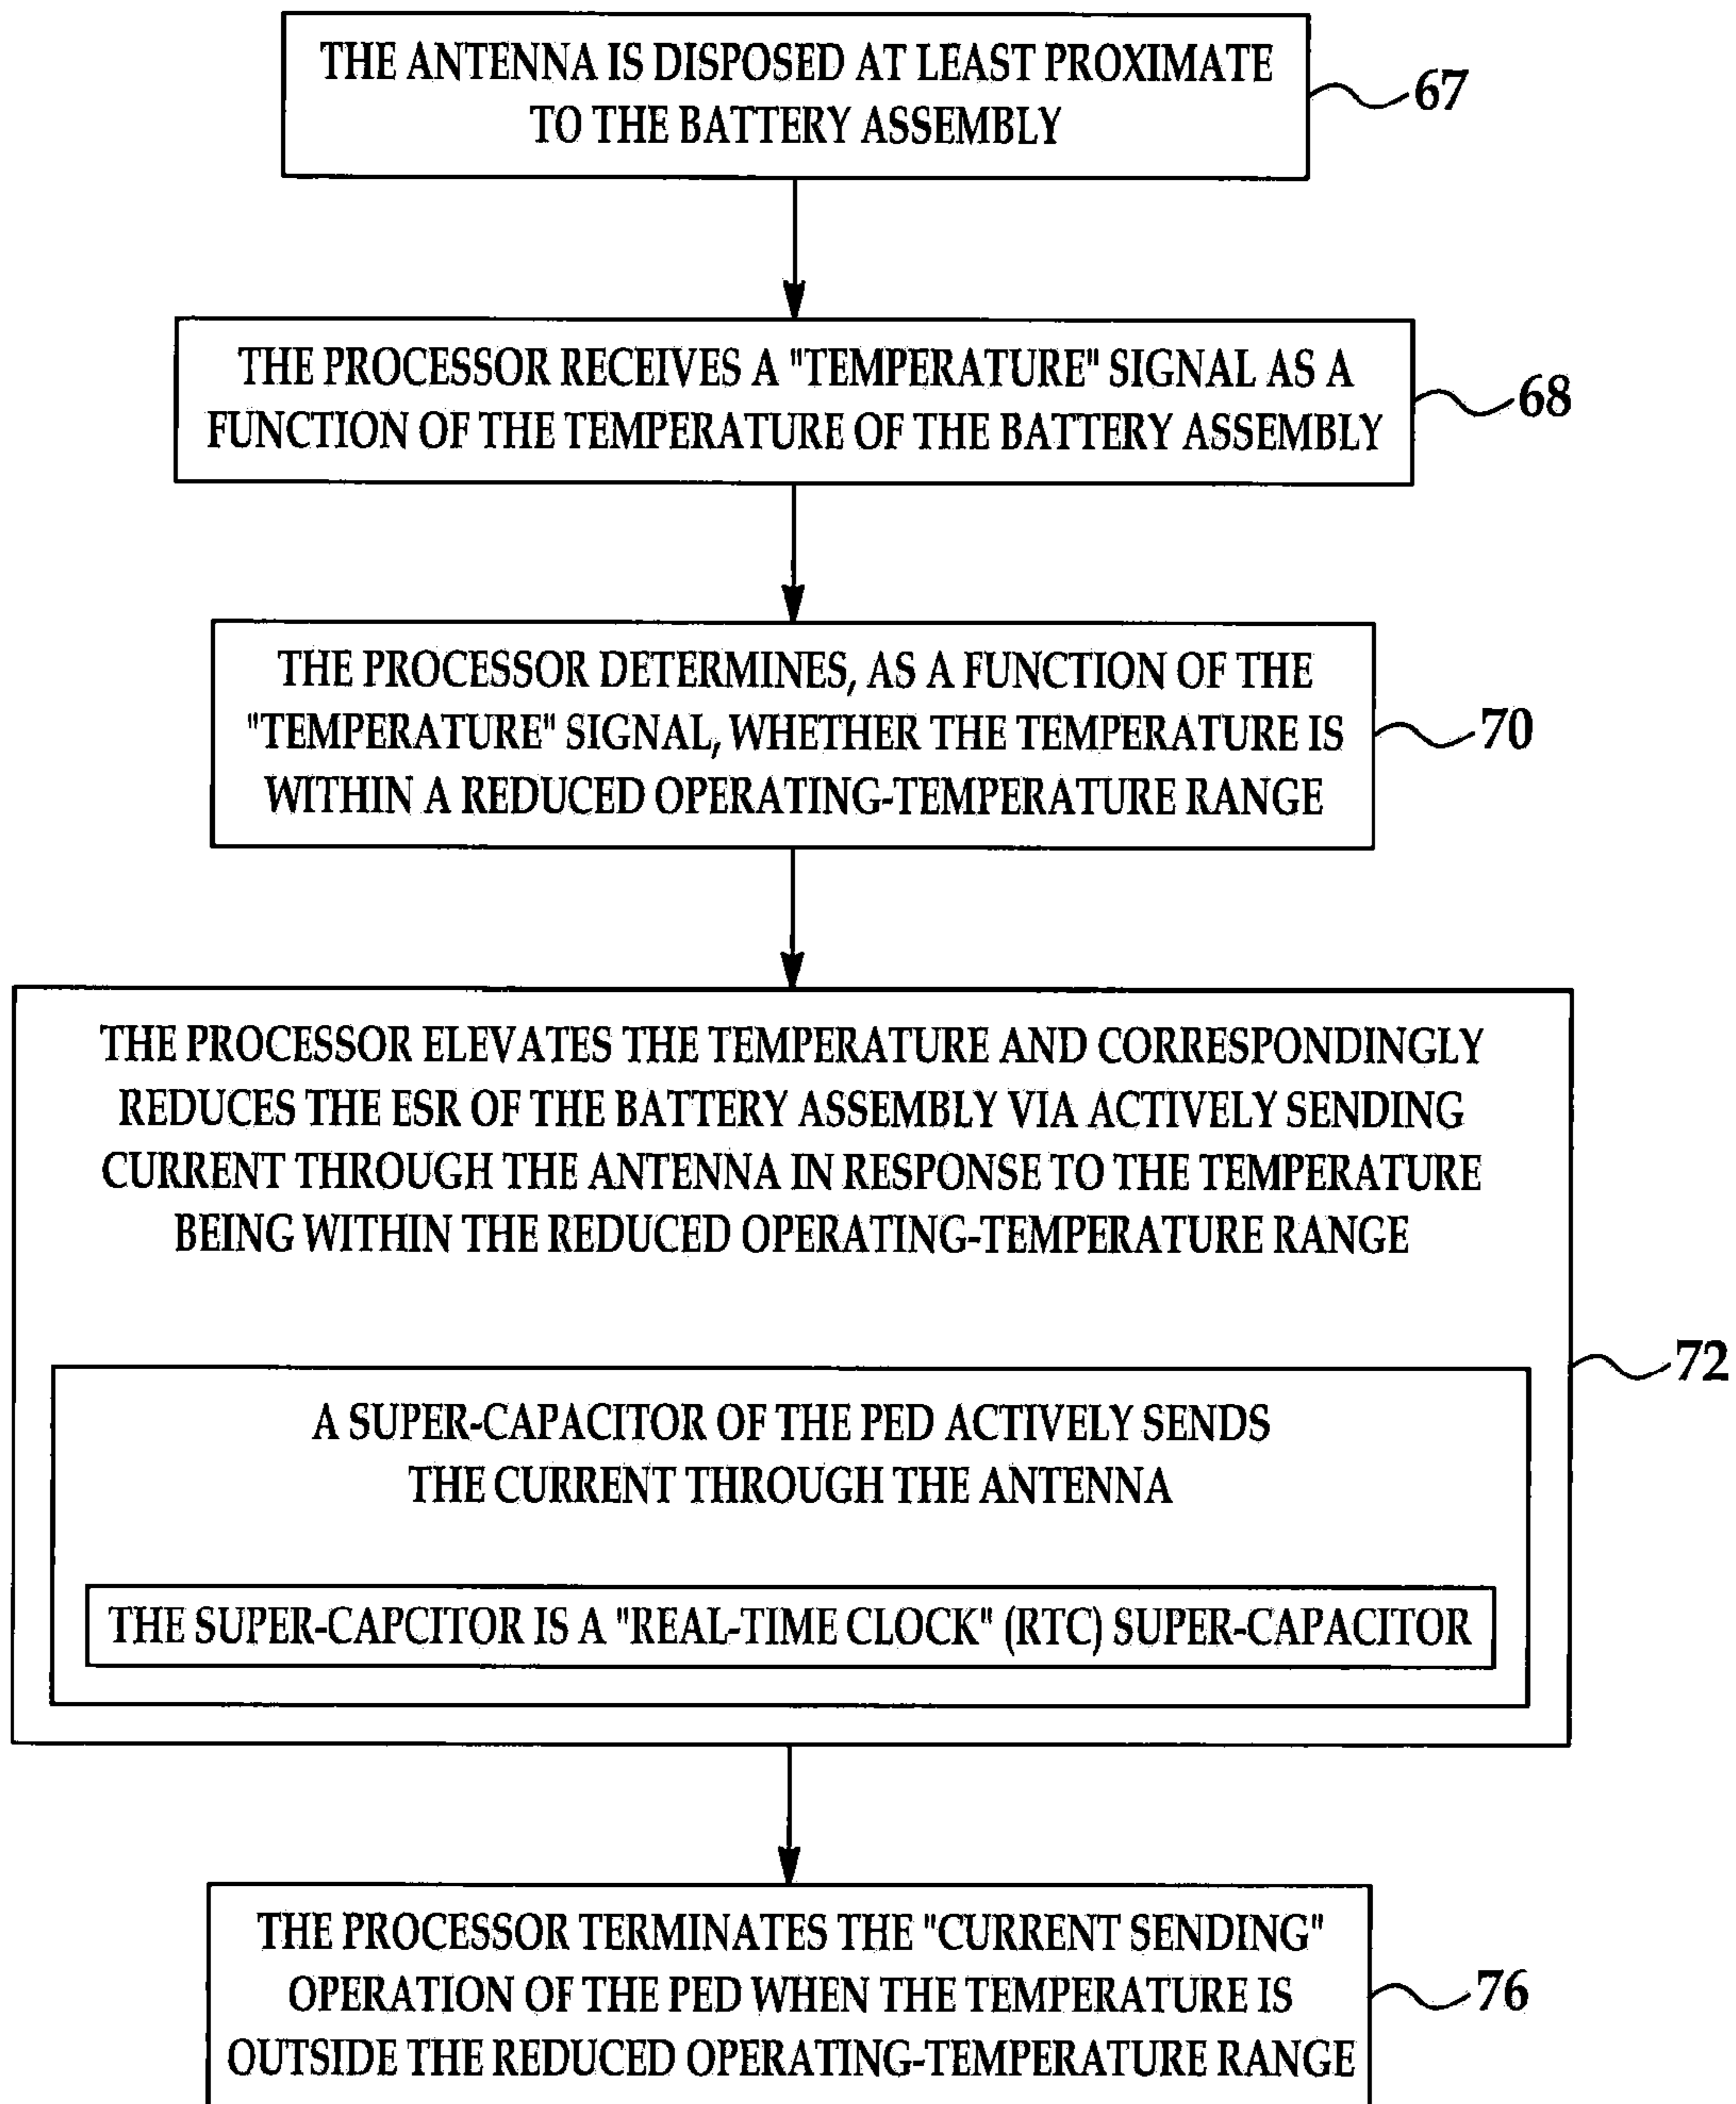 THE ANTENNA IS DISPOSED AT LEAST PROXIMATE
TO THE BATTERY ASSEMBLY
67
THE PROCESSOR RECEIVES A "TEMPERATURE" SIGNAL AS A
FUNCTION OF THE TEMPERATURE OF THE BATTERY ASSEMBLY
68
THE PROCESSOR DETERMINES, AS A FUNCTION OF THE
"TEMPERATURE" SIGNAL, WHETHER THE TEMPERATURE IS
WITHIN A REDUCED OPERATING-TEMPERATURE RANGE
70
THE PROCESSOR ELEVATES THE TEMPERATURE AND CORRESPONDINGLY
REDUCES THE ESR OF THE BATTERY ASSEMBLY VIA ACTIVELY SENDING
CURRENT THROUGH THE ANTENNA IN RESPONSE TO THE TEMPERATURE
BEING WITHIN THE REDUCED OPERATING-TEMPERATURE RANGE
72
A SUPER-CAPACITOR OF THE PED ACTIVELY SENDS
THE CURRENT THROUGH THE ANTENNA
THE SUPER-CAPCITOR IS A "REAL-TIME CLOCK" (RTC) SUPER-CAPACITOR
THE PROCESSOR TERMINATES THE "CURRENT SENDING"
OPERATION OF THE PED WHEN THE TEMPERATURE IS
OUTSIDE THE REDUCED OPERATING-TEMPERATURE RANGE
76